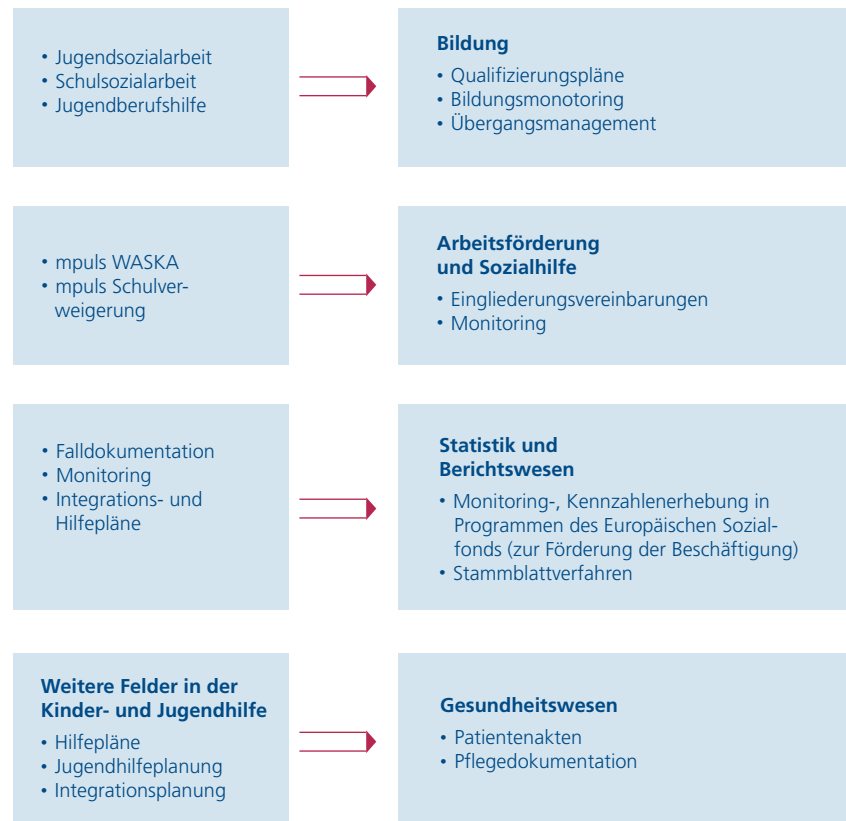 • Jugendsozialarbeit
• Schulsozialarbeit
• Jugendberufshilfe
Bildung
• Qualifizierungspläne
• Bildungsmonotoring
• Übergangsmanagement
• mpuls WASKA
• mpuls Schulver-
weigerung
Arbeitsförderung
und Sozialhilfe
• Eingliederungsvereinbarungen
• Monitoring
• Falldokumentation
• Monitoring
• Integrations- und
Hilfepläne
Statistik und
Berichtswesen
• Monitoring-, Kennzahlenerhebung in
Programmen des Europäischen Sozial-
fonds (zur Förderung der Beschäftigung)
• Stammblattverfahren
Weitere Felder in der
Kinder- und Jugendhilfe
• Hilfepläne
• Jugendhilfeplanung
• Integrationsplanung
Gesundheitswesen
• Patientenakten
• Pflegedokumentation